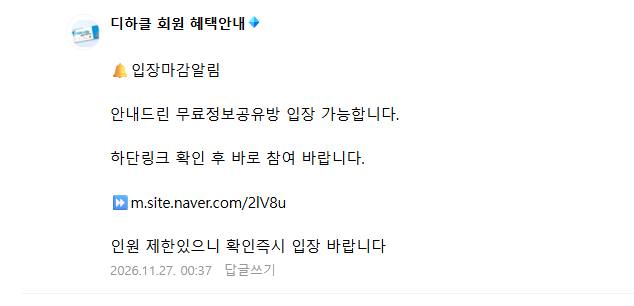 디하클 회원 혜택안내
입장마감알림
안내드린 무료정보공유방 입장 가능합니다.
하단링크 확인 후 바로 참여 바랍니다.
m.site.naver.com/2lV8u
인원 제한있으니 확인즉시 입장 바랍니다
2026.11.27. 00:37 답글쓰기